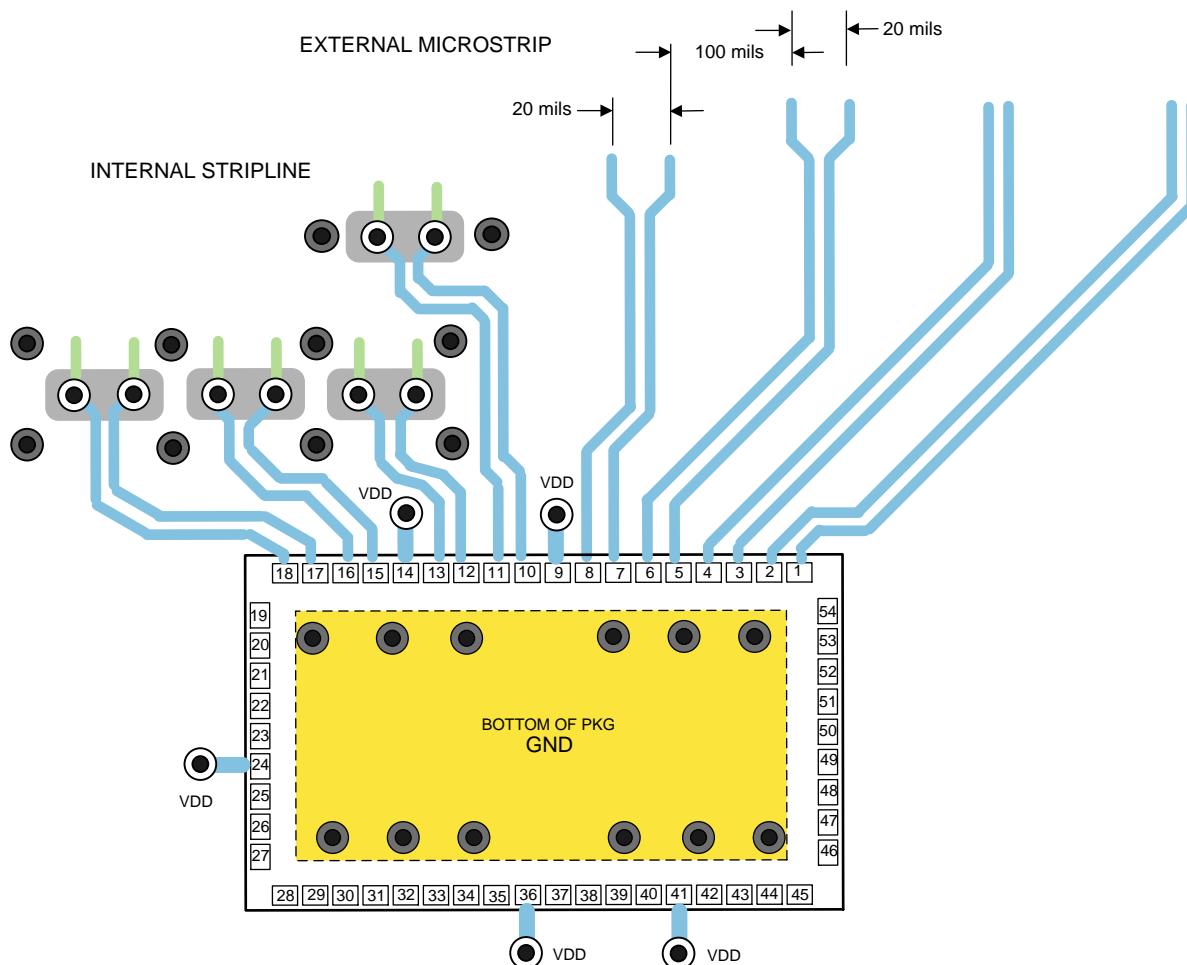 20 mils
EXTERNAL MICROSTRIP
100 mils
20 mils
INTERNAL STRIPLINE
VDD
VDD
18 17 16 15 14 13 12 11 10 9 8 7 6 5 4 3 2 1
19
20
21
22
23
24
25
26
27
54
53
52
51
50
49
48
47
46
BOTTOM OF PKG
GND
VDD
28 29 30 31 32 33 34 35 36 37 38 39 40 41 42 43 44 45
VDD
VDD